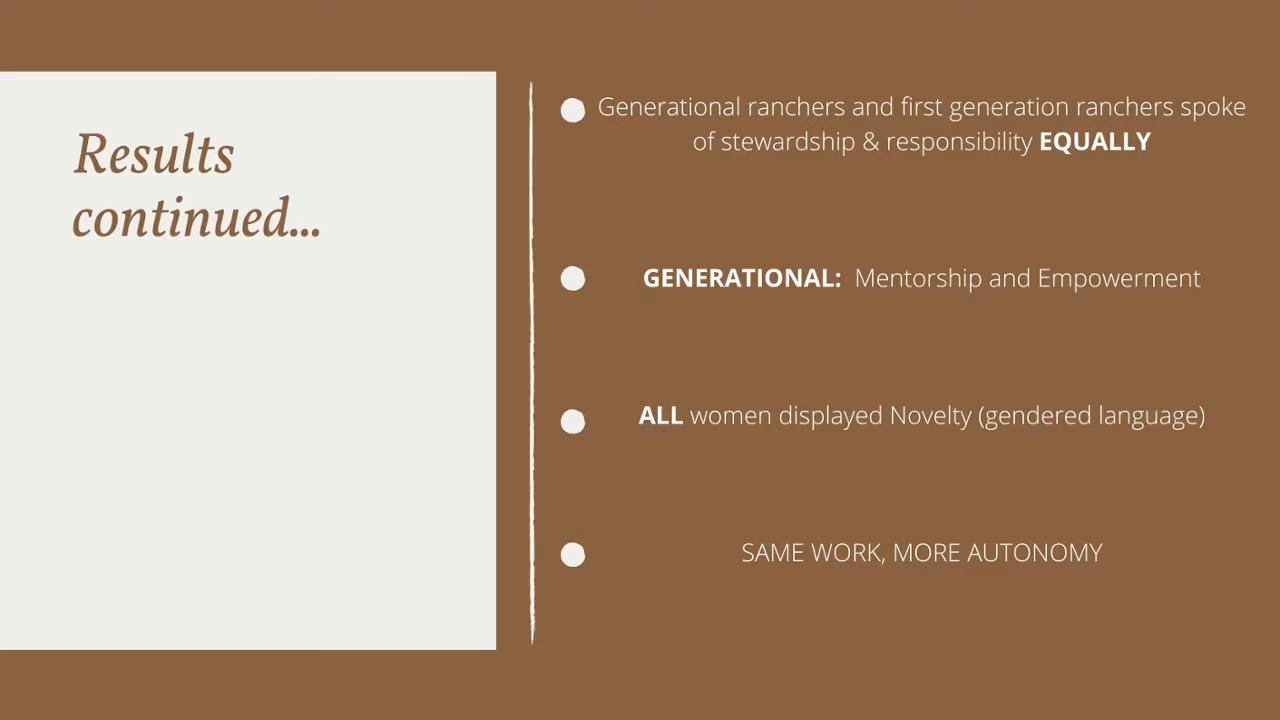 Results
continued...
Generational ranchers and first generation ranchers spoke
of stewardship & responsibility EQUALLY
GENERATIONAL: Mentorship and Empowerment
ALL women displayed Novelty (gendered language)
SAME WORK, MORE AUTONOMY